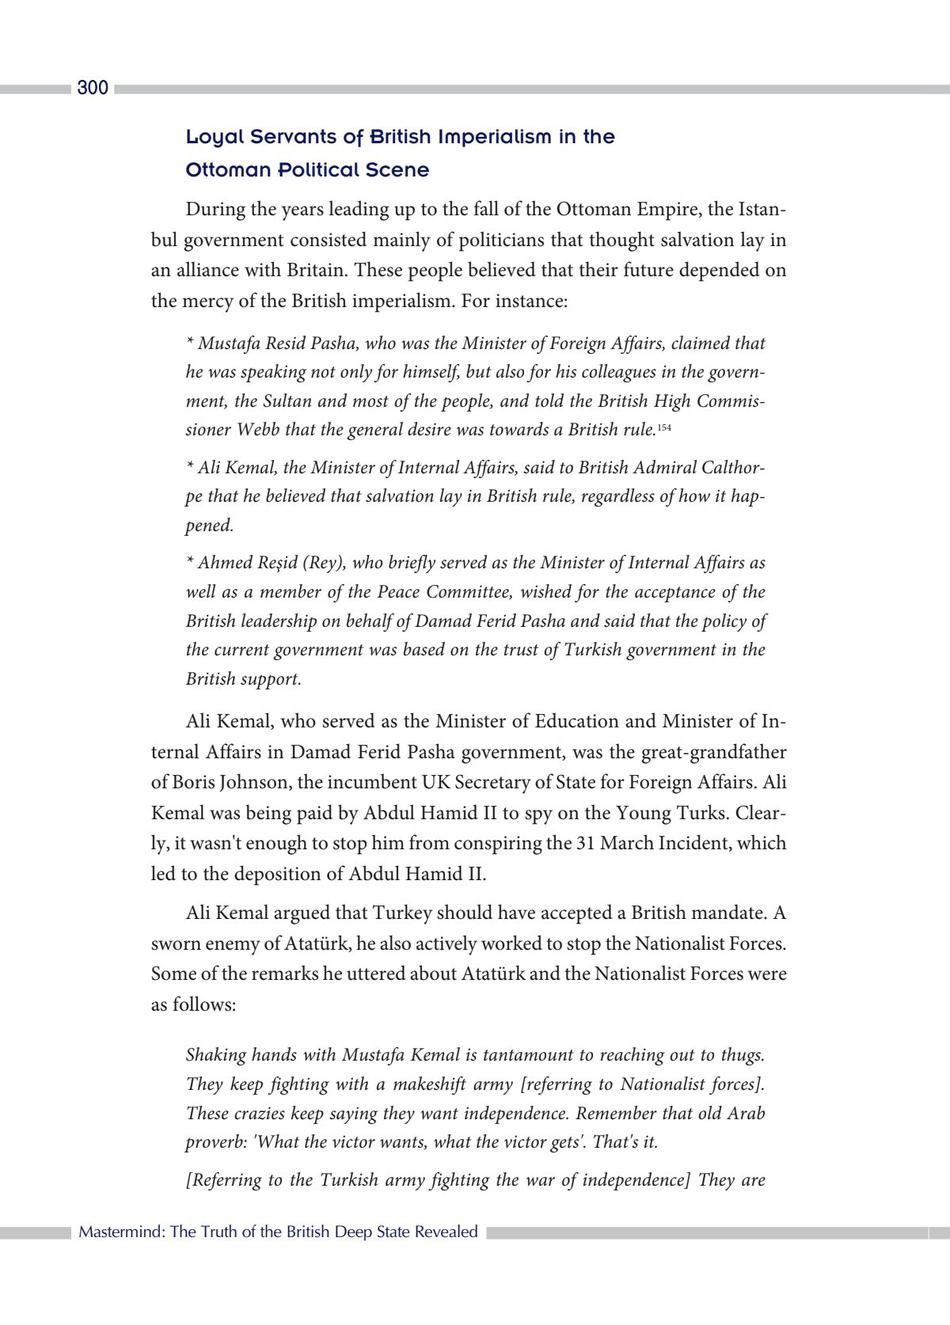 300
Loyal Servants of British Imperialism in the
Ottoman Political Scene
During the years leading up to the fall of the Ottoman Empire, the Istan-
bul government consisted mainly of politicians that thought salvation lay in
an alliance with Britain. These people believed that their future depended on
the mercy of the British imperialism. For instance:
* Mustafa Resid Pasha, who was the Minister of Foreign Affairs, claimed that
he was speaking not only for himself, but also for his colleagues in the govern-
ment, the Sultan and most of the people, and told the British High Commis-
sioner Webb that the general desire was towards a British rule.154
* Ali Kemal, the Minister of Internal Affairs, said to British Admiral Calthor-
pe that he believed that salvation lay in British rule, regardless of how it hap-
pened.
* Ahmed Reşid (Rey), who briefly served as the Minister of Internal Affairs as
well as a member of the Peace Committee, wished for the acceptance of the
British leadership on behalf of Damad Ferid Pasha and said that the policy of
the current government was based on the trust of Turkish government in the
British support.
Ali Kemal, who served as the Minister of Education and Minister of In-
ternal Affairs in Damad Ferid Pasha government, was the great-grandfather
of Boris Johnson, the incumbent UK Secretary of State for Foreign Affairs. Ali
Kemal was being paid by Abdul Hamid II to spy on the Young Turks. Clear-
ly, it wasn't enough to stop him from conspiring the 31 March Incident, which
led to the deposition of Abdul Hamid II.
Ali Kemal argued that Turkey should have accepted a British mandate. A
sworn enemy of Atatürk, he also actively worked to stop the Nationalist Forces.
Some of the remarks he uttered about Atatürk and the Nationalist Forces were
as follows:
Shaking hands with Mustafa Kemal is tantamount to reaching out to thugs.
They keep fighting with a makeshift army [referring to Nationalist forces].
These crazies keep saying they want independence. Remember that old Arab
proverb: 'What the victor wants, what the victor gets'. That's it.
[Referring to the Turkish army fighting the war of independence] They are
Mastermind: The Truth of the British Deep State Revealed